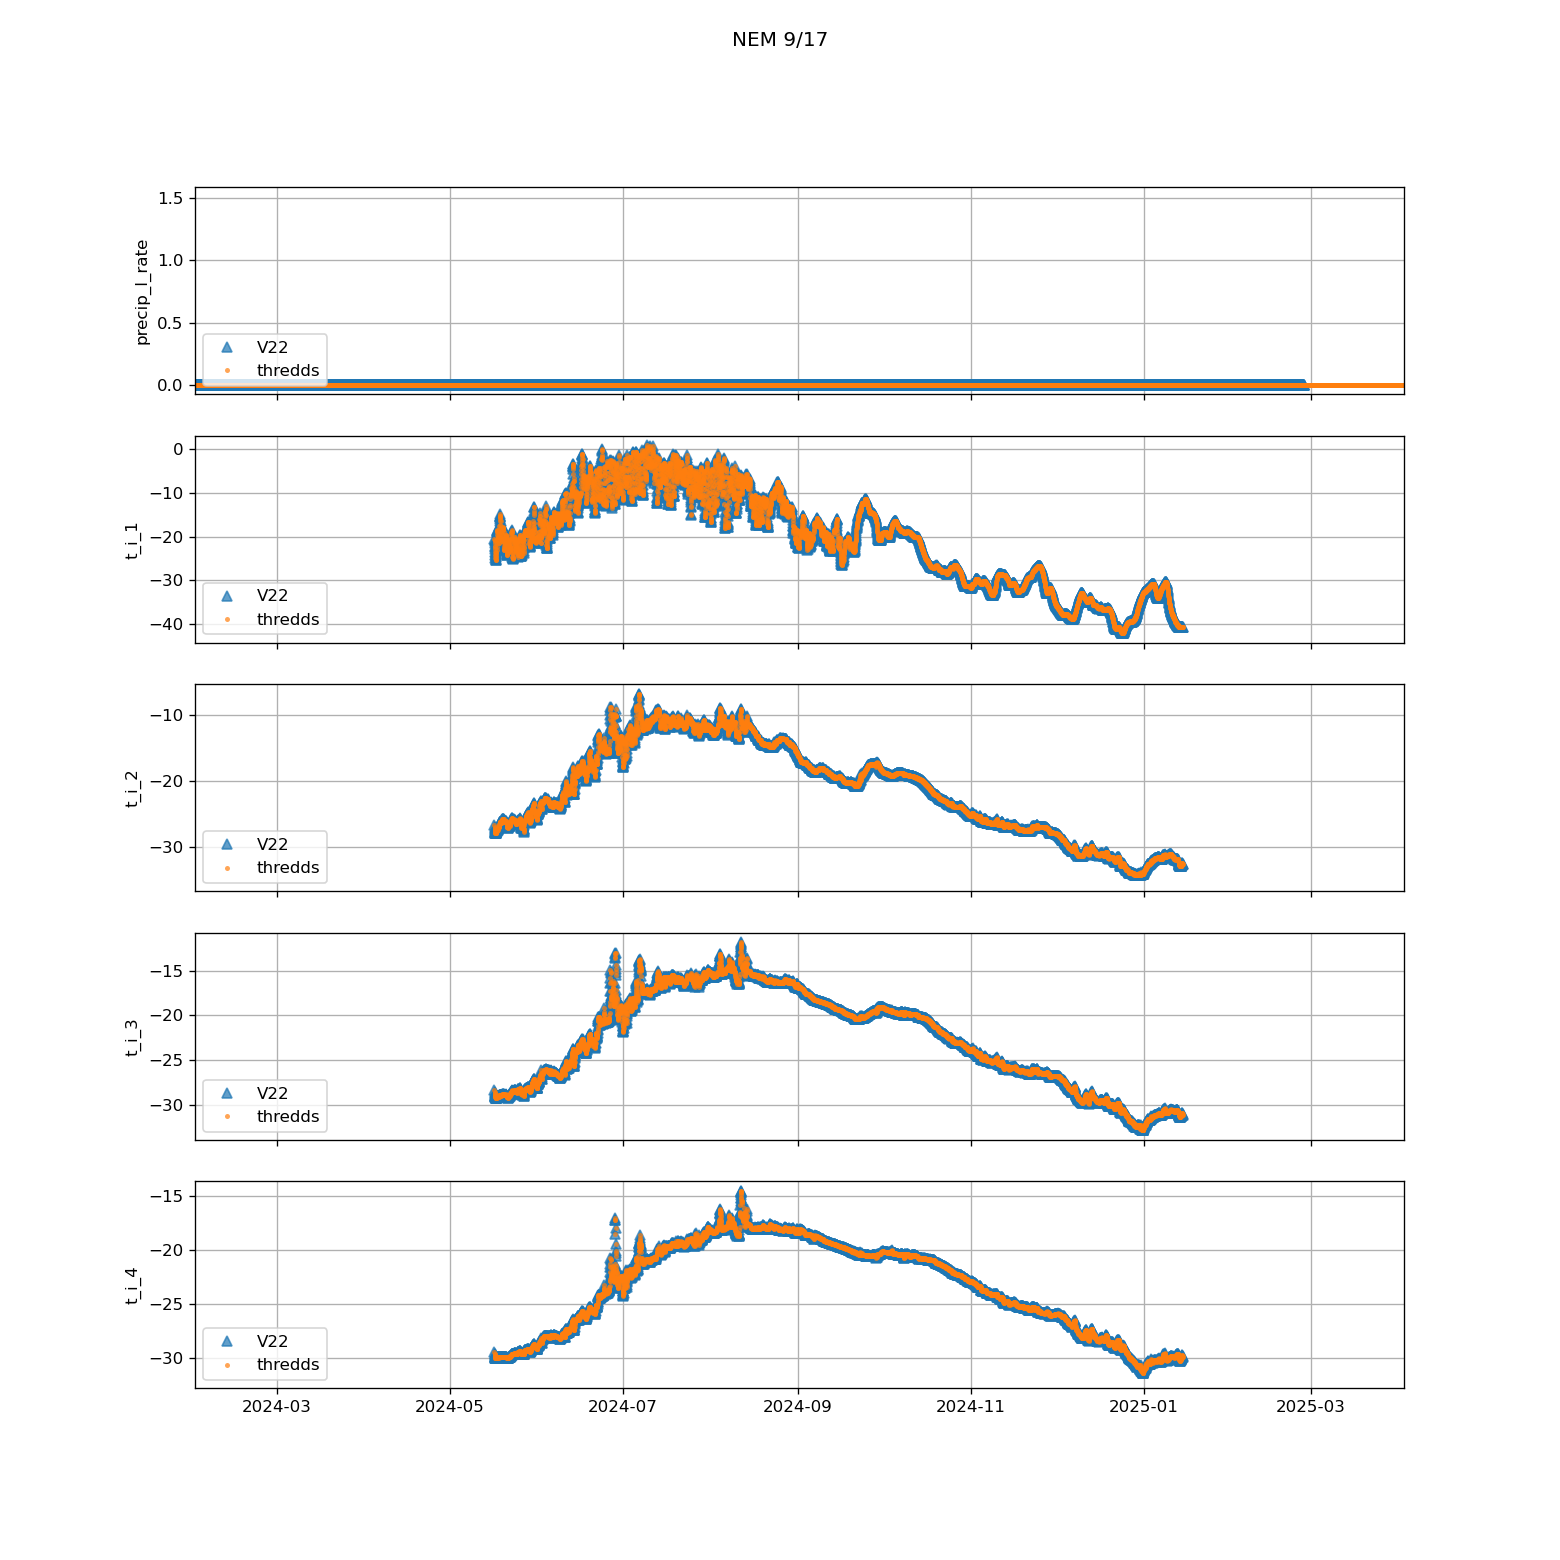 NEM 9/17
1.5
1.0
0.5
0.0
precip_l_rate
V22
thredds
0
−10
−20
−30
−40
t_i_1
V22
thredds
−10
−20
−30
t_i_2
V22
thredds
−15
−20
−25
−30
t_i_3
V22
thredds
−15
−20
−25
−30
t_i_4
V22
thredds
2024-03 2024-05 2024-07 2024-09 2024-11 2025-01 2025-03